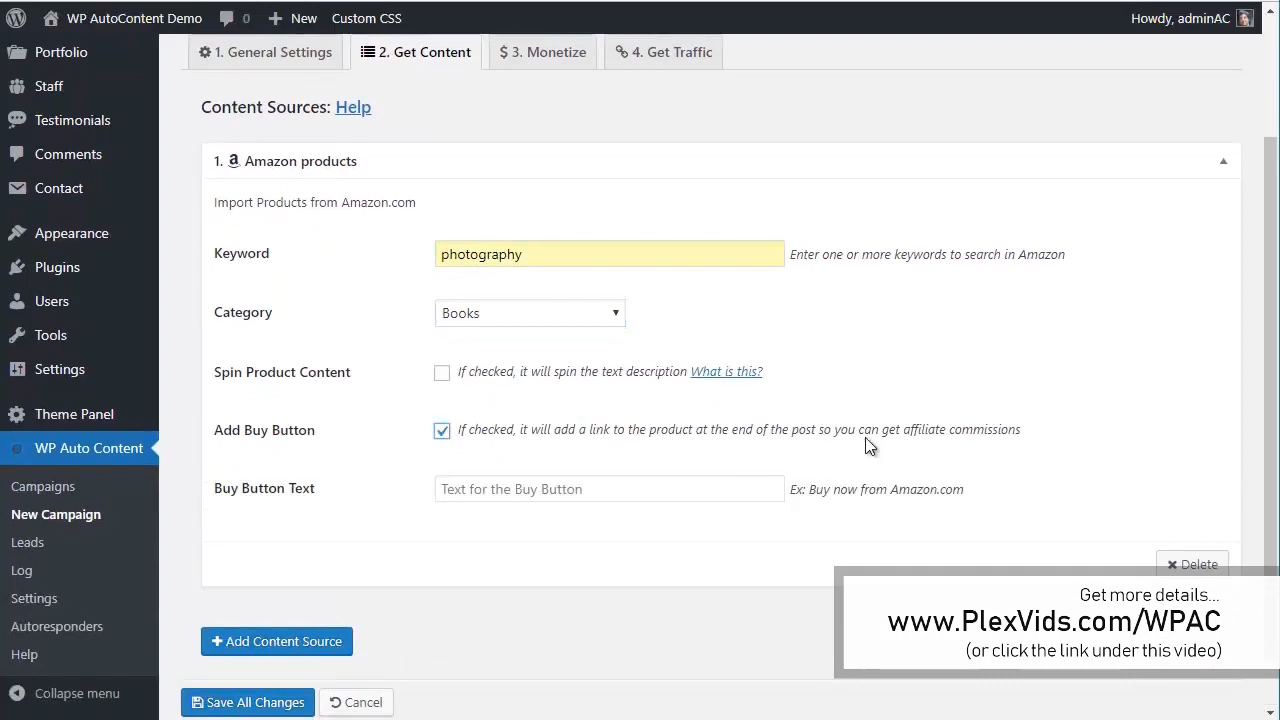 WP AutoContent Demo 0 New Custom CSS Howdy, adminAC
Portfolio
Staff
Testimonials
Comments
Contact
Appearance
Plugins
Users
Tools
Settings
Theme Panel
WP Auto Content
Campaigns
New Campaign
Leads
Log
Settings
Autoresponders
Help
Collapse menu
1. General Settings 2. Get Content $ 3. Monetize 4. Get Traffic
Content Sources: Help
1. a Amazon products
Import Products from Amazon.com
Keyword photography Enter one or more keywords to search in Amazon
Category Books
Spin Product Content If checked, it will spin the text description What is this?
Add Buy Button If checked, it will add a link to the product at the end of the post so you can get affiliate commissions
Buy Button Text Text for the Buy Button Ex: Buy now from Amazon.com
Delete
+ Add Content Source
Save All Changes Cancel
Get more details...
www.PlexVids.com/WPAC
(or click the link under this video)